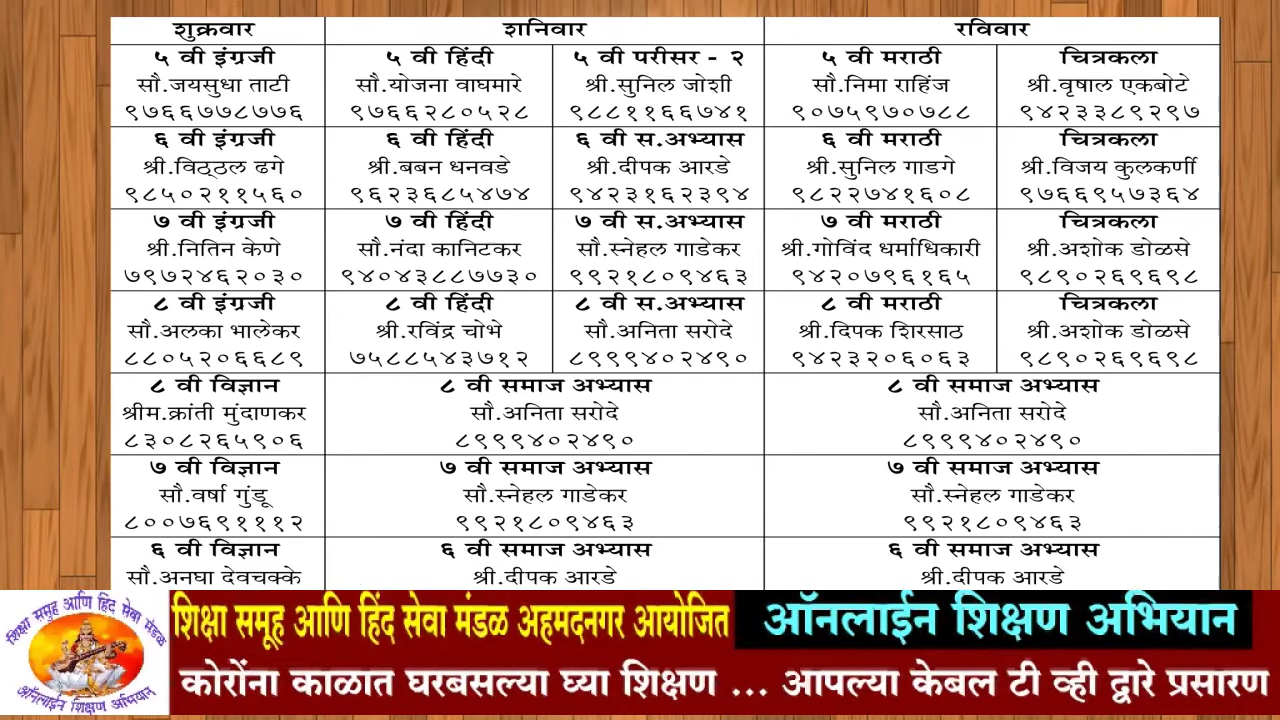 शुक्रवार शनिवार रविवार
५ वी इंग्रजी ५ वी हिंदी ५ वी परीसर - २ ५ वी मराठी चित्रकला
सौ.जयसुधा ताटी सौ.योजना वाघमारे श्री.सुनिल जोशी सौ.निमा राहिंज श्री.वृषाल एकबोटे
९७६६७७८७७६ ९७६६२८०५२८ ९८८११६६७४१ ९०७५९७०७८८ ९४२३३८९२९७
६ वी इंग्रजी ६ वी हिंदी ६ वी स.अभ्यास ६ वी मराठी चित्रकला
श्री.विठ्ठल ढगे श्री.बबन धनवडे श्री.दीपक आरडे श्री.सुनिल गाडगे श्री.विजय कुलकर्णी
९८५०२११५६० ९६२३६८५४७४ ९४२३१६२३९४ ९८२२७४१६०८ ९७६६९५७३६४
७ वी इंग्रजी ७ वी हिंदी ७ वी स.अभ्यास ७ वी मराठी चित्रकला
श्री.नितिन केणे सौ.नंदा कानिटकर सौ.स्नेहल गाडेकर श्री.गोविंद धर्माधिकारी श्री.अशोक डोळसे
७९७२४६२०३० ९४०४३८८७७३० ९९२१८०९४६३ ९४२०७९६१६५ ९८९०२६९६९८
८ वी इंग्रजी ८ वी हिंदी ८ वी स.अभ्यास ८ वी मराठी चित्रकला
सौ.अलका भालेकर श्री.रविंद्र चोभे सौ.अनिता सरोदे श्री.दिपक शिरसाठ श्री.अशोक डोळसे
८८०५२०६६८९ ७५८८५४३७१२ ८९९९४०२४९० ९४२३२०६०६३ ९८९०२६९६९८
८ वी विज्ञान ८ वी समाज अभ्यास ८ वी समाज अभ्यास
श्रीम.क्रांती मुंदाणकर सौ.अनिता सरोदे सौ.अनिता सरोदे
८३०८२६५९०६ ८९९९४०२४९० ८९९९४०२४९०
७ वी विज्ञान ७ वी समाज अभ्यास ७ वी समाज अभ्यास
सौ.वर्षा गुंडू सौ.स्नेहल गाडेकर सौ.स्नेहल गाडेकर
८००७६९१११२ ९९२१८०९४६३ ९९२१८०९४६३
६ वी विज्ञान ६ वी समाज अभ्यास ६ वी समाज अभ्यास
सौ.अनघा देवचक्के श्री.दीपक आरडे श्री.दीपक आरडे
शिक्षा समूह आणि हिंद सेवा मंडळ
ऑनलाईन शिक्षण अभियान
शिक्षा समूह आणि हिंद सेवा मंडळ अहमदनगर आयोजित ऑनलाईन शिक्षण अभियान
कोरोंना काळात घरबसल्या घ्या शिक्षण ... आपल्या केबल टी व्ही द्वारे प्रसारण